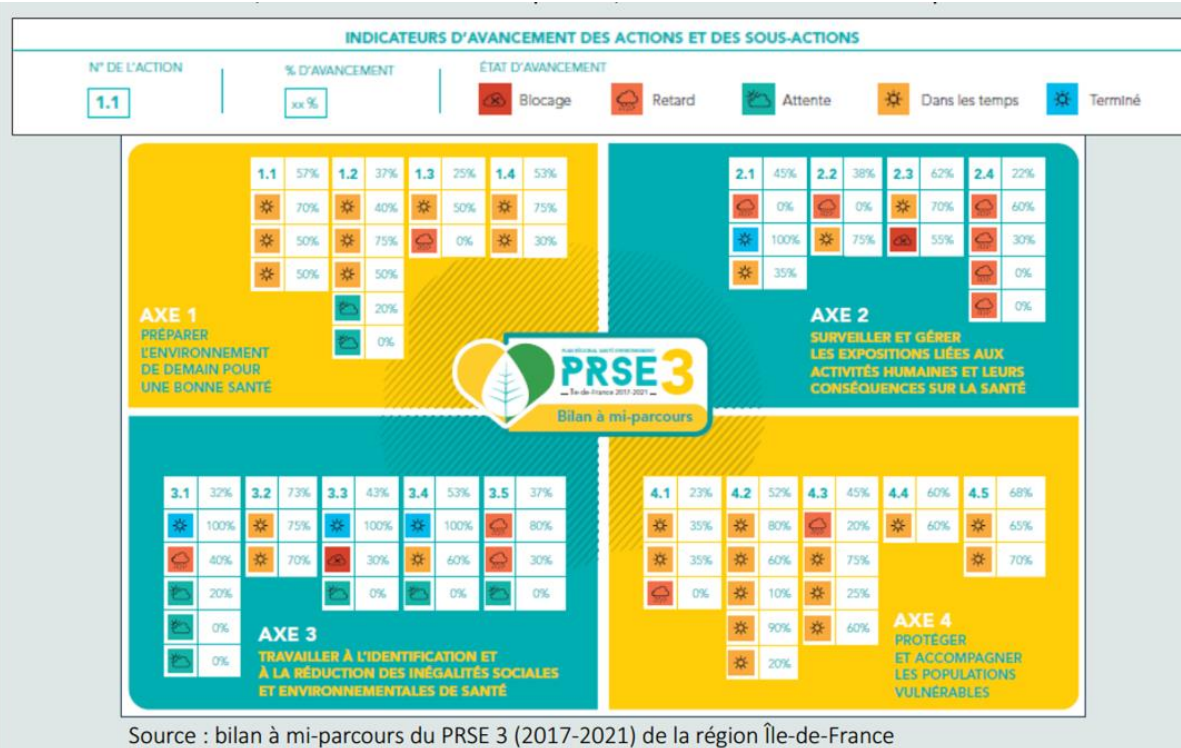 INDICATEURS D'AVANCEMENT DES ACTIONS ET DES SOUS-ACTIONS
N° DE L'ACTION
1.1
% D'AVANCEMENT
xx %
ÉTAT D'AVANCEMENT
Blocage
Retard
Attente
Dans les temps
Terminé
1.1 57% 1.2 37% 1.3 25% 1.4 53%
70% 40% 50% 75%
50% 75% 0% 30%
50% 50%
20%
0%
AXE 1
PRÉPARER
L'ENVIRONNEMENT
DE DEMAIN POUR
UNE BONNE SANTÉ
2.1 45% 2.2 38% 2.3 62% 2.4 22%
0% 0% 70% 60%
100% 75% 55% 30%
35% 0%
0%
AXE 2
SURVEILLER ET GÉRER
LES EXPOSITIONS LIÉES AUX
ACTIVITÉS HUMAINES ET LEURS
CONSÉQUENCES SUR LA SANTÉ
PLAN RÉGIONAL SANTÉ ENVIRONNEMENT
PRSE3
Île-de-France 2017-2021
Bilan à mi-parcours
3.1 32% 3.2 73% 3.3 43% 3.4 53% 3.5 37%
100% 75% 100% 100% 80%
40% 70% 30% 60% 30%
20% 0% 0% 0%
0%
0%
AXE 3
TRAVAILLER À L'IDENTIFICATION ET
À LA RÉDUCTION DES INÉGALITÉS SOCIALES
ET ENVIRONNEMENTALES DE SANTÉ
4.1 23% 4.2 52% 4.3 45% 4.4 60% 4.5 68%
35% 80% 20% 60% 65%
35% 60% 75% 70%
0% 10% 25%
90% 60%
20%
AXE 4
PROTÉGER
ET ACCOMPAGNER
LES POPULATIONS
VULNÉRABLES
Source : bilan à mi-parcours du PRSE 3 (2017-2021) de la région Île-de-France